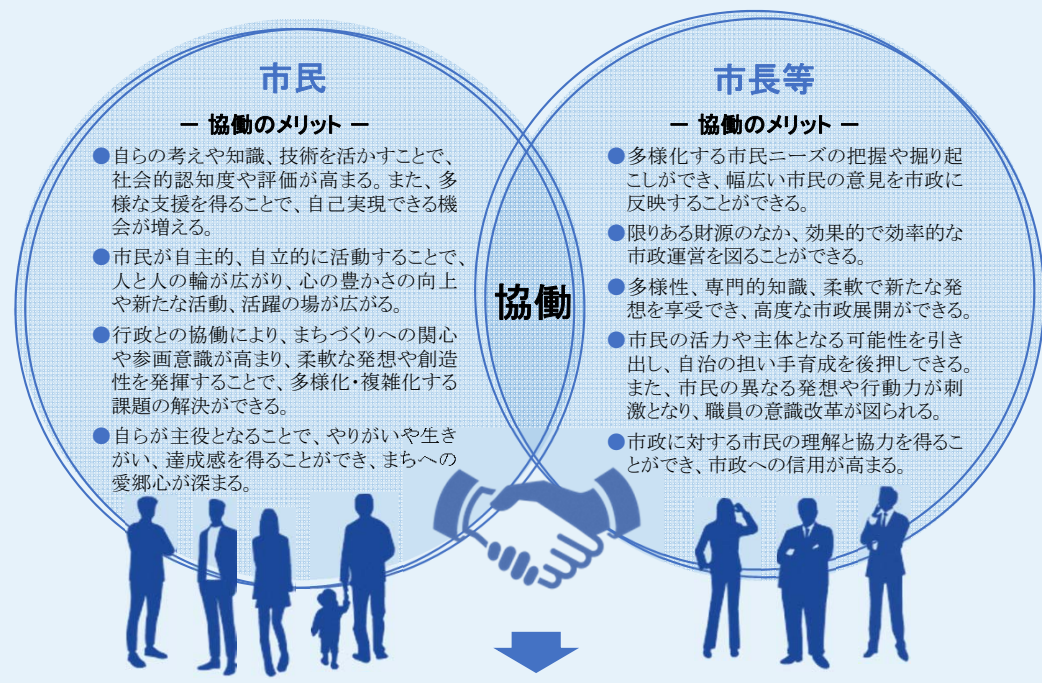 市民
― 協働のメリット ―
●自らの考えや知識、技術を活かすことで、
社会的認知度や評価が高まる。また、多
様な支援を得ることで、自己実現できる機
会が増える。
●市民が自主的、自立的に活動することで、
人と人の輪が広がり、心の豊かさの向上
や新たな活動、活躍の場が広がる。
●行政との協働により、まちづくりへの関心
や参画意識が高まり、柔軟な発想や創造
性を発揮することで、多様化・複雑化する
課題の解決ができる。
●自らが主役となることで、やりがいや生き
がい、達成感を得ることができ、まちへの
愛郷心が深まる。
協働
市長等
― 協働のメリット ―
●多様化する市民ニーズの把握や掘り起
こしができ、幅広い市民の意見を市政に
反映することができる。
●限りある財源のなか、効果的で効率的な
市政運営を図ることができる。
●多様性、専門的知識、柔軟で新たな発
想を享受でき、高度な市政展開ができる。
●市民の活力や主体となる可能性を引き
出し、自治の担い手育成を後押しできる。
また、市民の異なる発想や行動力が刺
激となり、職員の意識改革が図られる。
●市政に対する市民の理解と協力を得るこ
とができ、市政への信用が高まる。